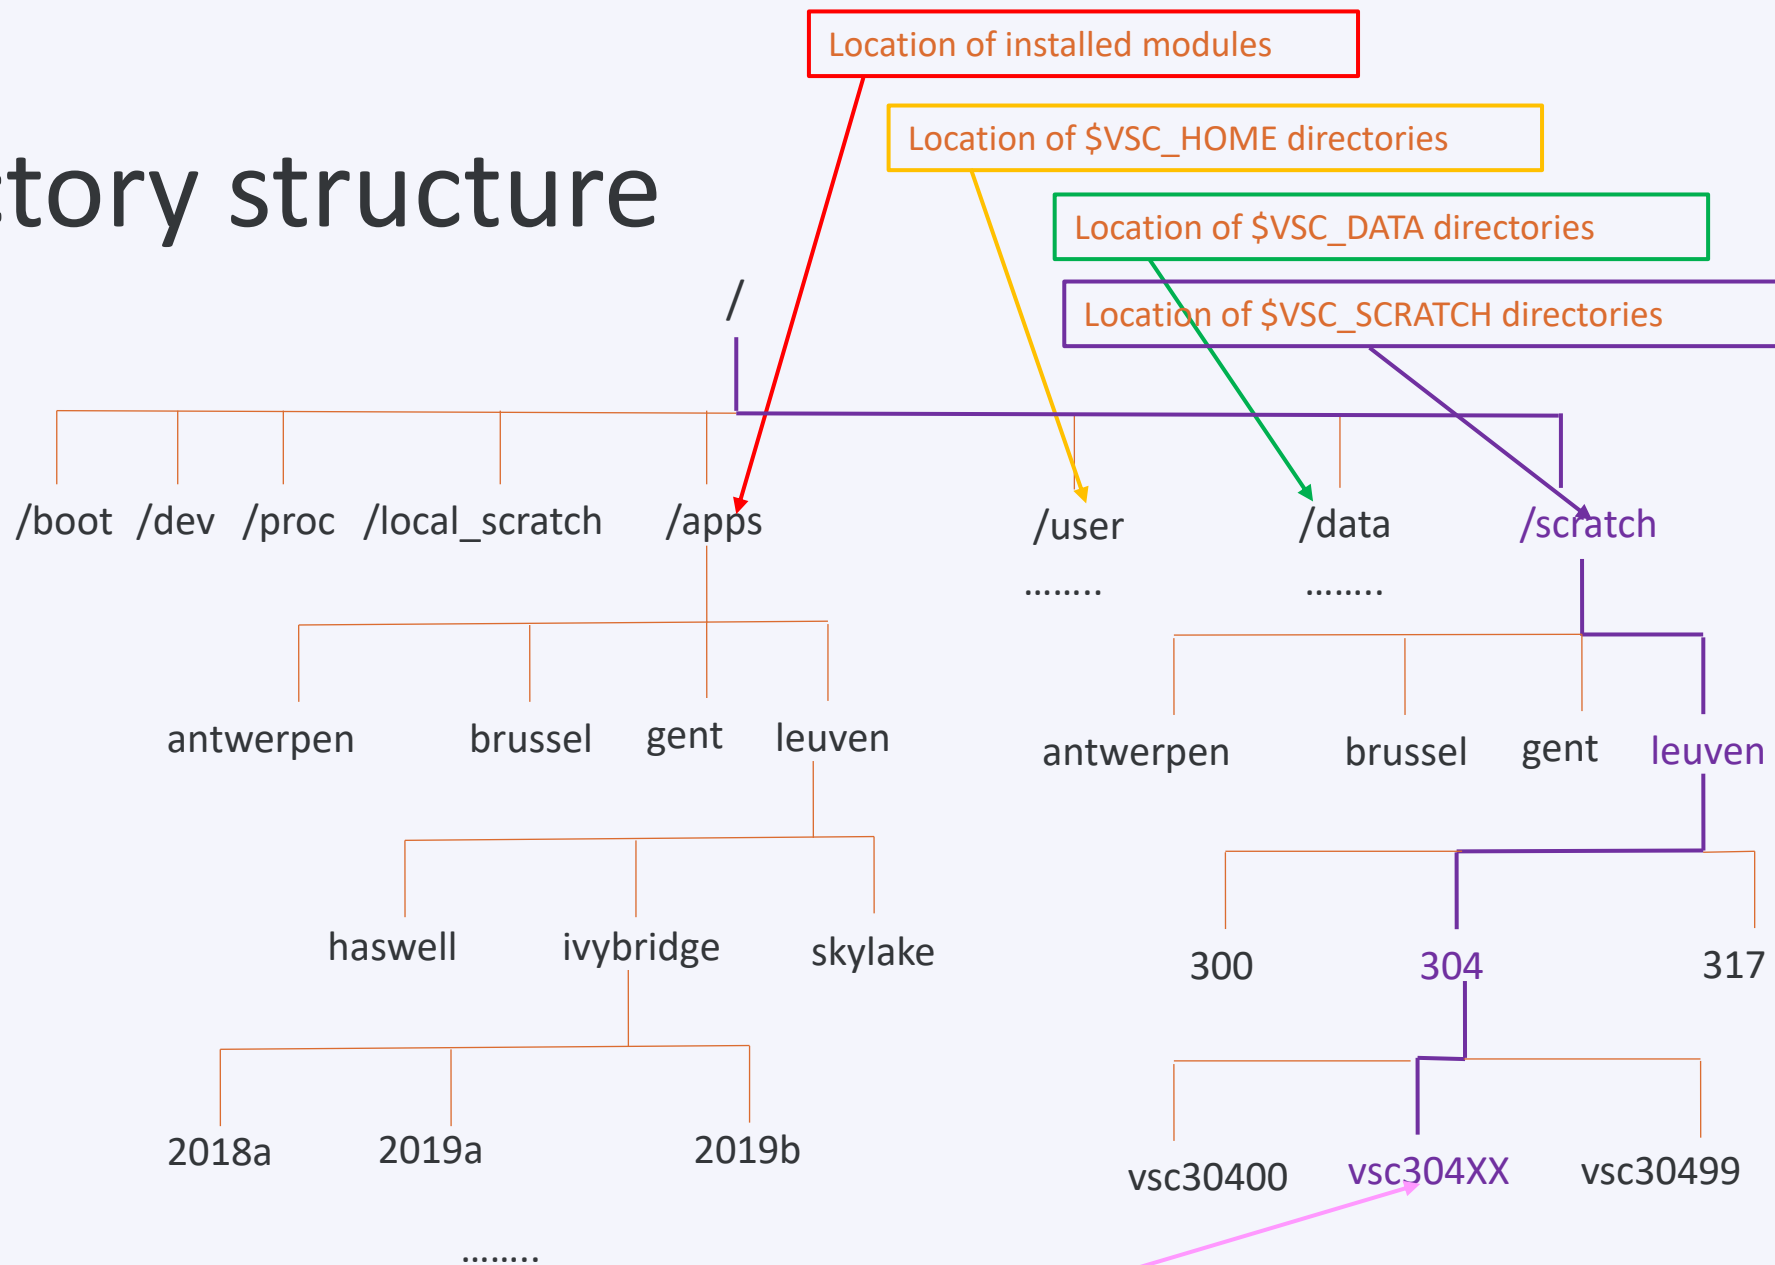 Location of installed modules
Location of $VSC_HOME directories
ctory structure
Location of $VSC_DATA directories
/
Location of $VSC_SCRATCH directories
/boot /dev /proc /local_scratch /apps /user /data /scratch
........ ........
antwerpen brussel gent leuven antwerpen brussel gent leuven
haswell ivybridge skylake 300 304 317
2018a 2019a 2019b vsc30400 vsc304XX vsc30499
........